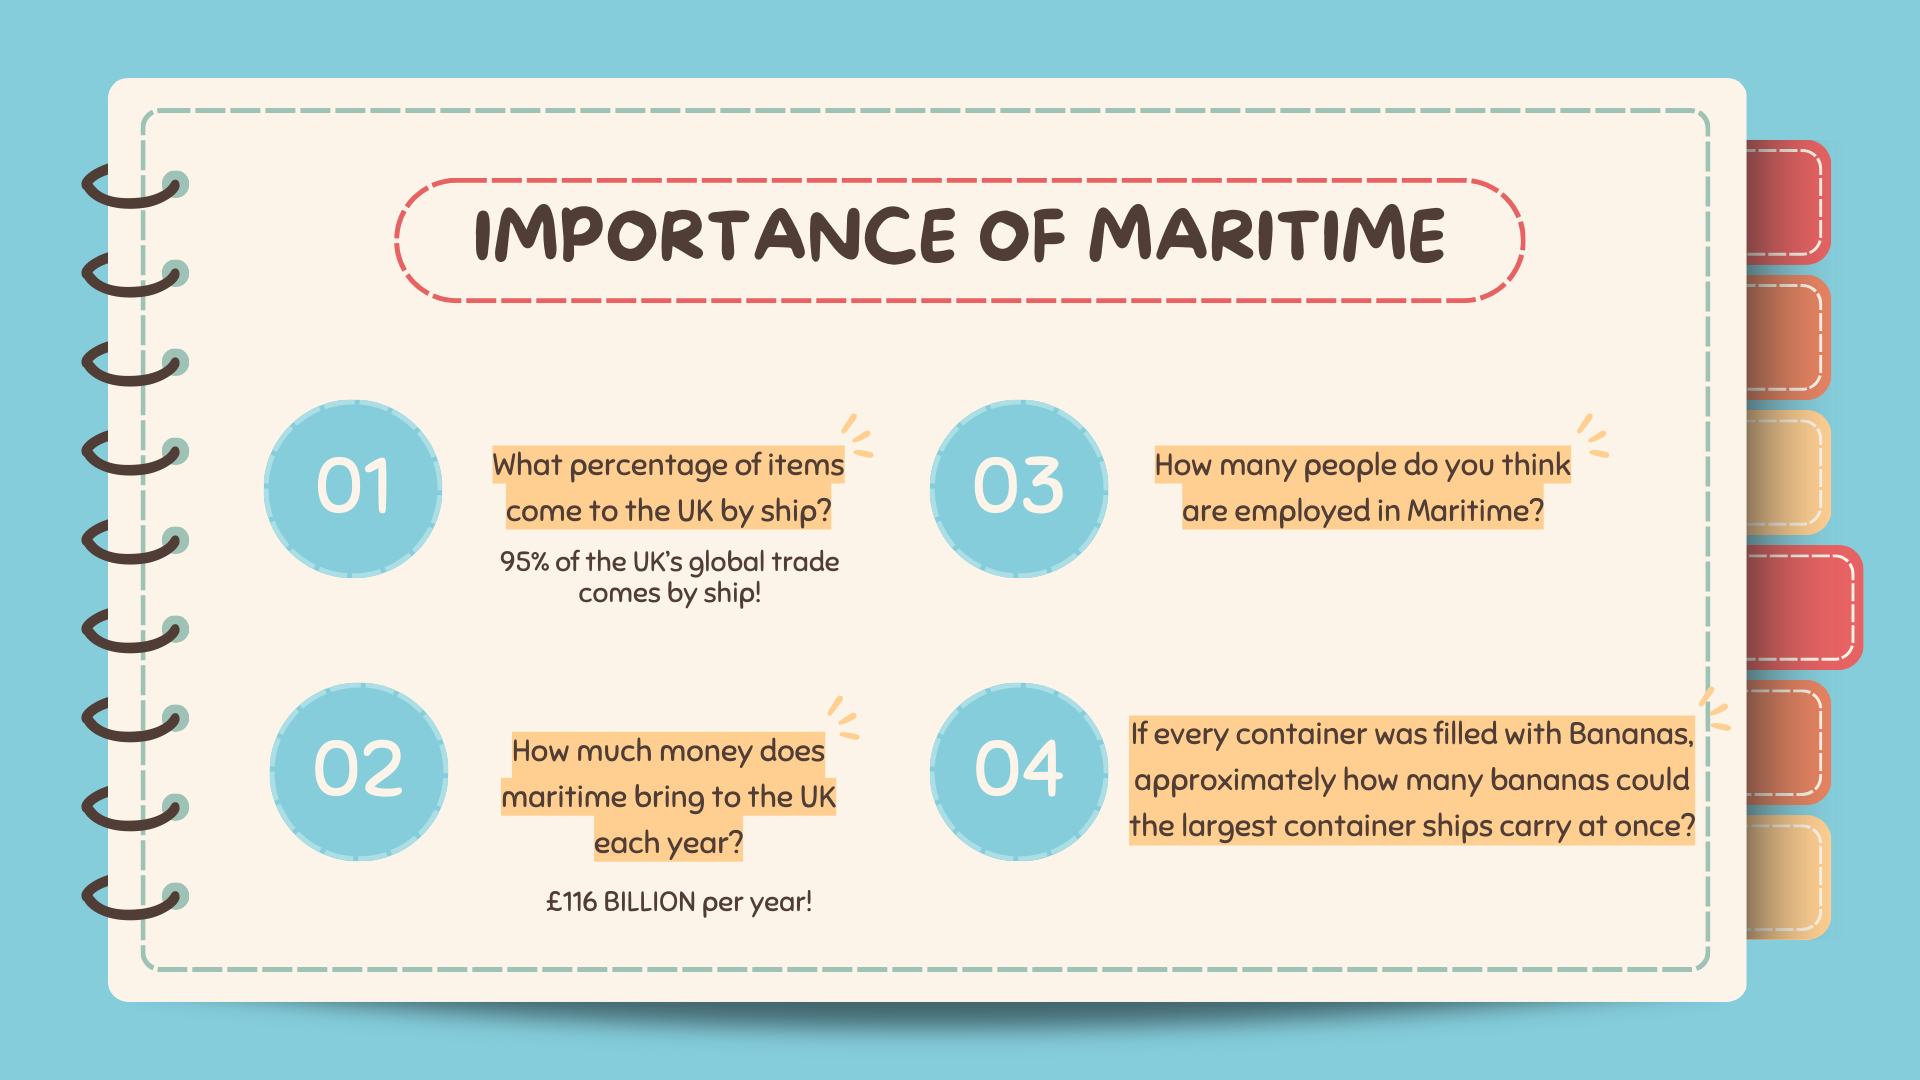 IMPORTANCE OF MARITIME
01
What percentage of items
come to the UK by ship?
95% of the UK's global trade
comes by ship!
02
How much money does
maritime bring to the UK
each year?
£116 BILLION per year!
03
How many people do you think
are employed in Maritime?
04
If every container was filled with Bananas,
approximately how many bananas could
the largest container ships carry at once?